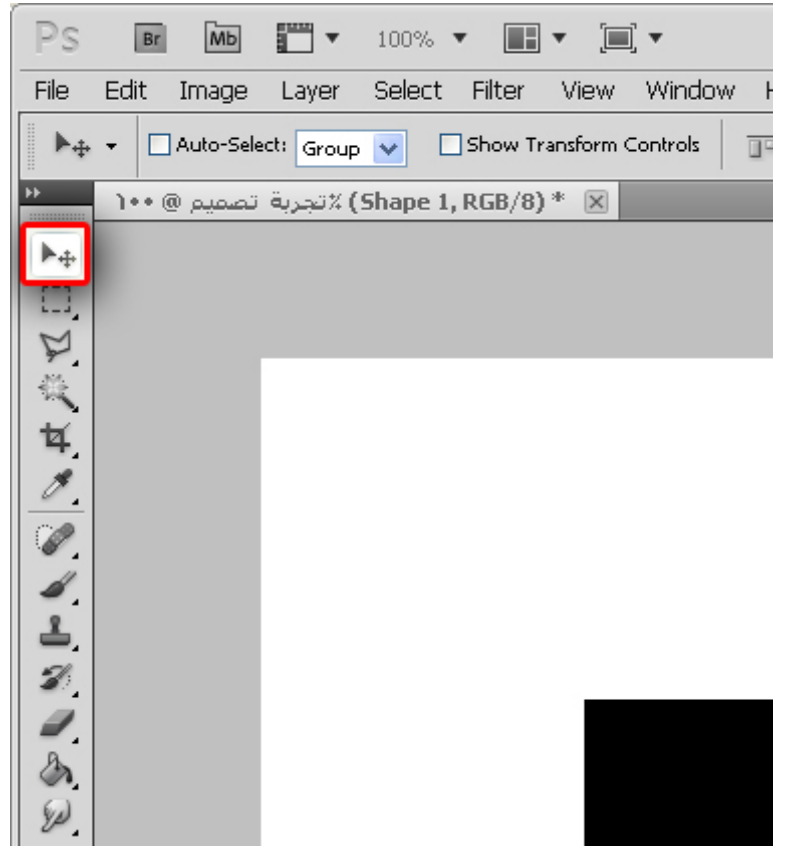 Ps Br Mb 100%
File Edit Image Layer Select Filter View Window
Auto-Select: Group Show Transform Controls
تجربة تصميم @ ١٠٠% (Shape 1, RGB/8) *